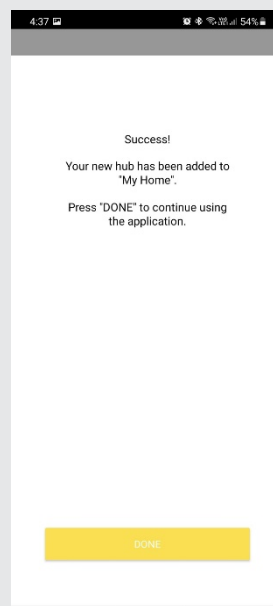 4:37
54%
Success!
Your new hub has been added to
"My Home".
Press "DONE" to continue using
the application.
DONE